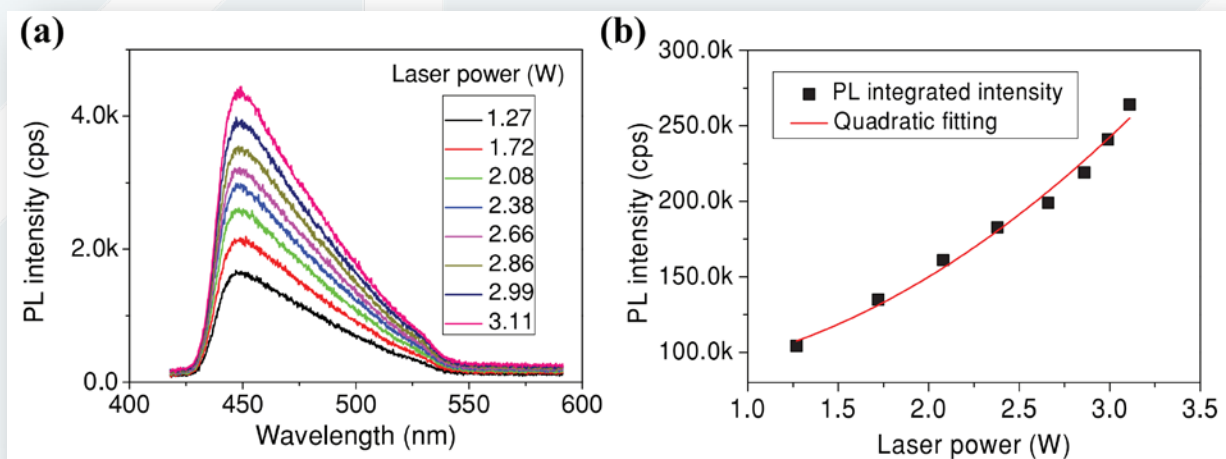 (a)
PL intensity (cps)
4.0k
2.0k
0.0
400
450
500
550
600
Wavelength (nm)
Laser power (W)
1.27
1.72
2.08
2.38
2.66
2.86
2.99
3.11
(b)
PL intensity (cps)
300.0k
250.0k
200.0k
150.0k
100.0k
1.0
1.5
2.0
2.5
3.0
3.5
Laser power (W)
PL integrated intensity
Quadratic fitting